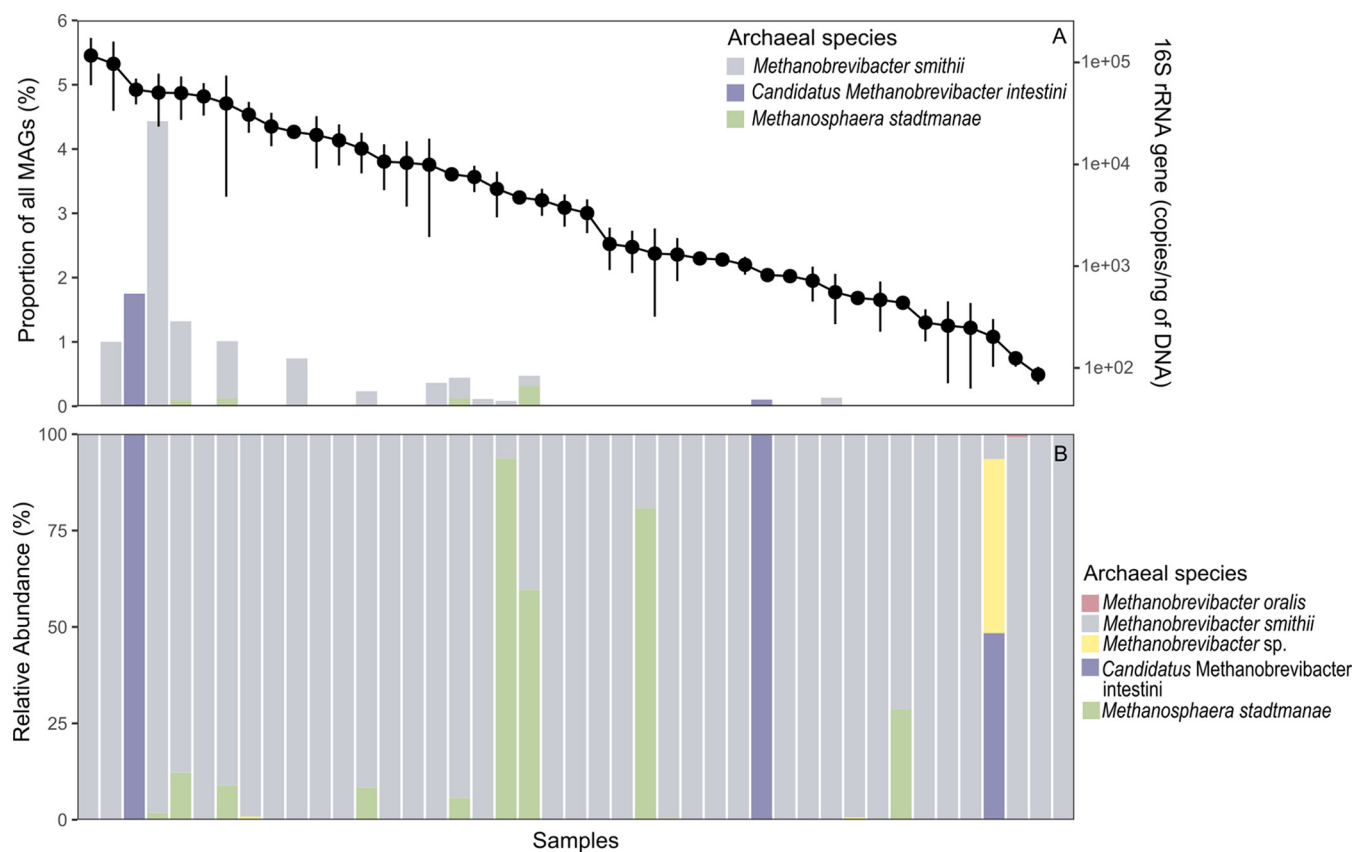 6
5
4
3
2
1
0
Proportion of all MAGs (%)
Archaeal species
Methanobrevibacter smithii
Candidatus Methanobrevibacter intestini
Methanosphaera stadtmanae
A
1e+05
1e+04
1e+03
1e+02
16S rRNA gene (copies/ng of DNA)
100
75
50
25
0
Relative Abundance (%)
B
Samples
Archaeal species
Methanobrevibacter oralis
Methanobrevibacter smithii
Methanobrevibacter sp.
Candidatus Methanobrevibacter
intestini
Methanosphaera stadtmanae